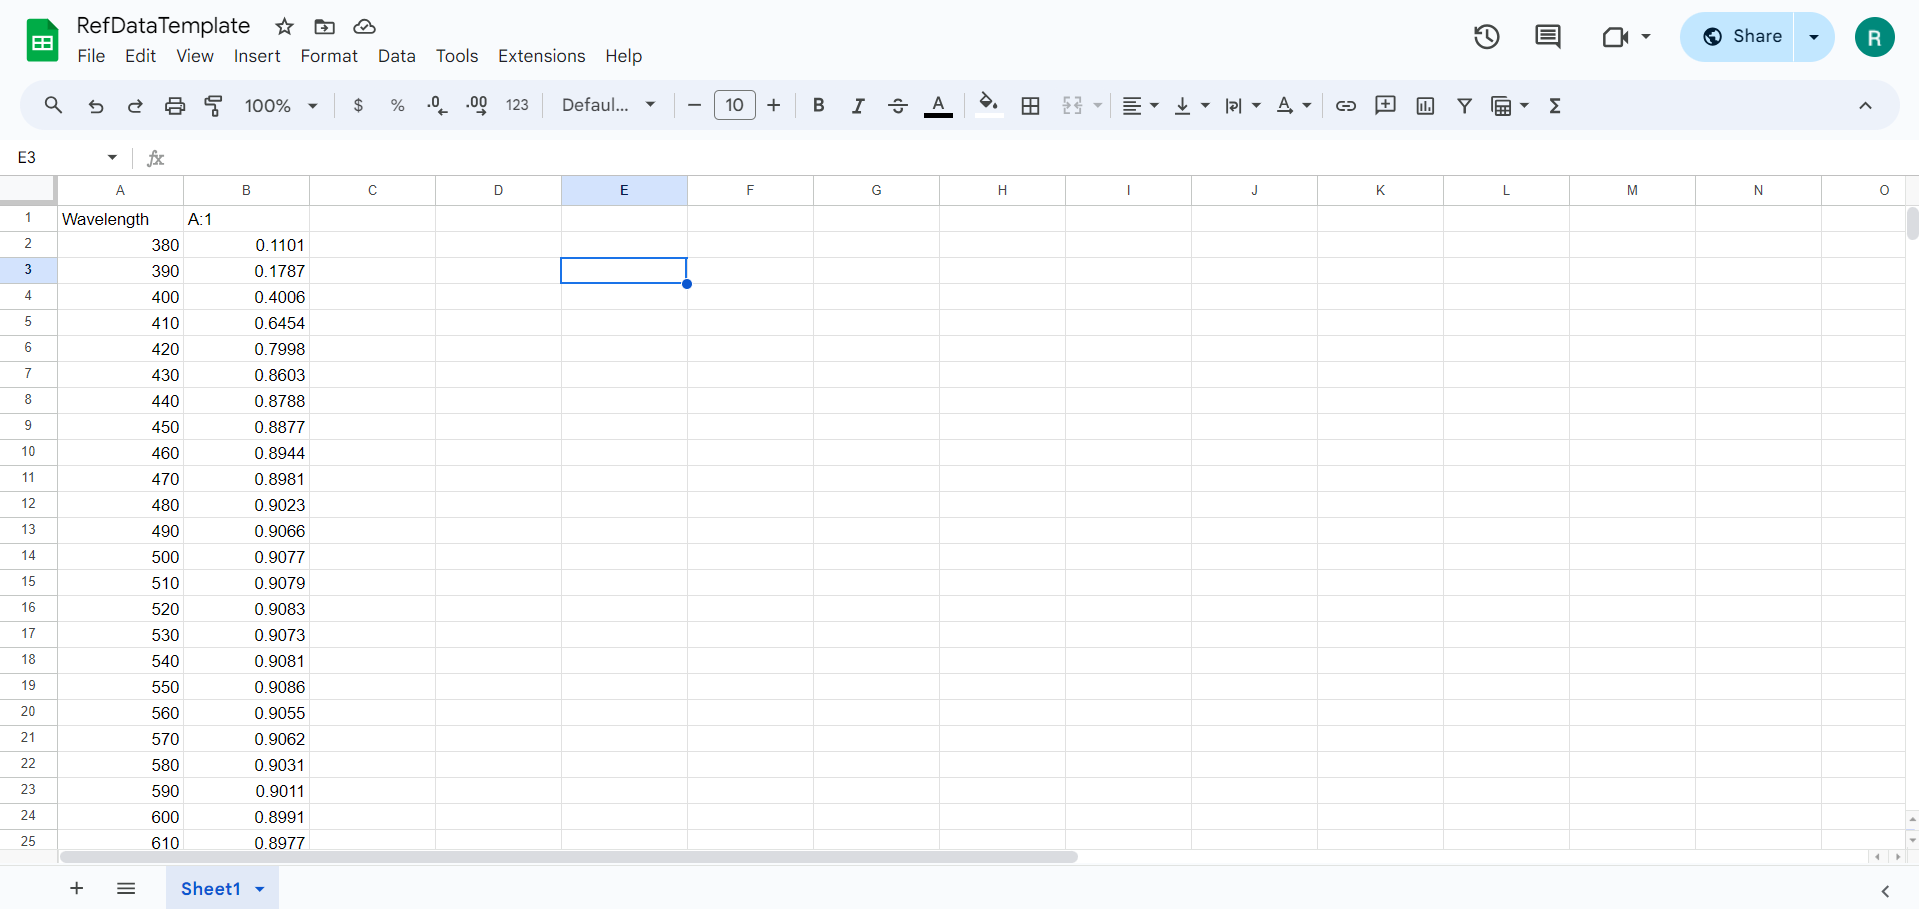 RefDataTemplate
File Edit View Insert Format Data Tools Extensions Help
Share
R
100% $ % .0 .00 123 Defaul... 10 B I A A Σ
E3 fx
A B C D E F G H I J K L M N O
1 Wavelength A:1
2 380 0.1101
3 390 0.1787
4 400 0.4006
5 410 0.6454
6 420 0.7998
7 430 0.8603
8 440 0.8788
9 450 0.8877
10 460 0.8944
11 470 0.8981
12 480 0.9023
13 490 0.9066
14 500 0.9077
15 510 0.9079
16 520 0.9083
17 530 0.9073
18 540 0.9081
19 550 0.9086
20 560 0.9055
21 570 0.9062
22 580 0.9031
23 590 0.9011
24 600 0.8991
25 610 0.8977
Sheet1